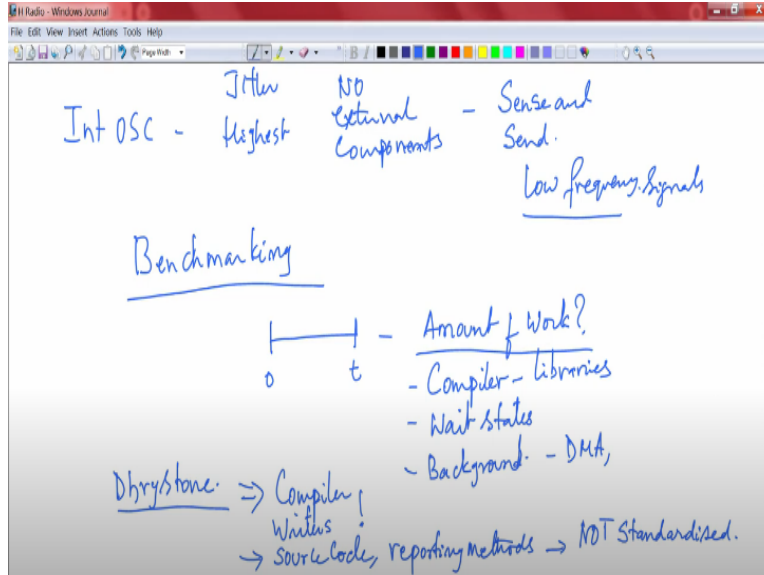 H Radio - Windows Journal
File Edit View Insert Actions Tools Help
Page Width
B I
Jitter NO
Int OSC - Highest external - Sense and
Components Send.
Low frequency signals
Benchmarking
0 t - Amount of Work?
- Compiler - libraries
- Wait states
- Background. - DMA,
Dhrystone. => Compiler
Writers !
→ Source Code, reporting methods → NOT Standardised.